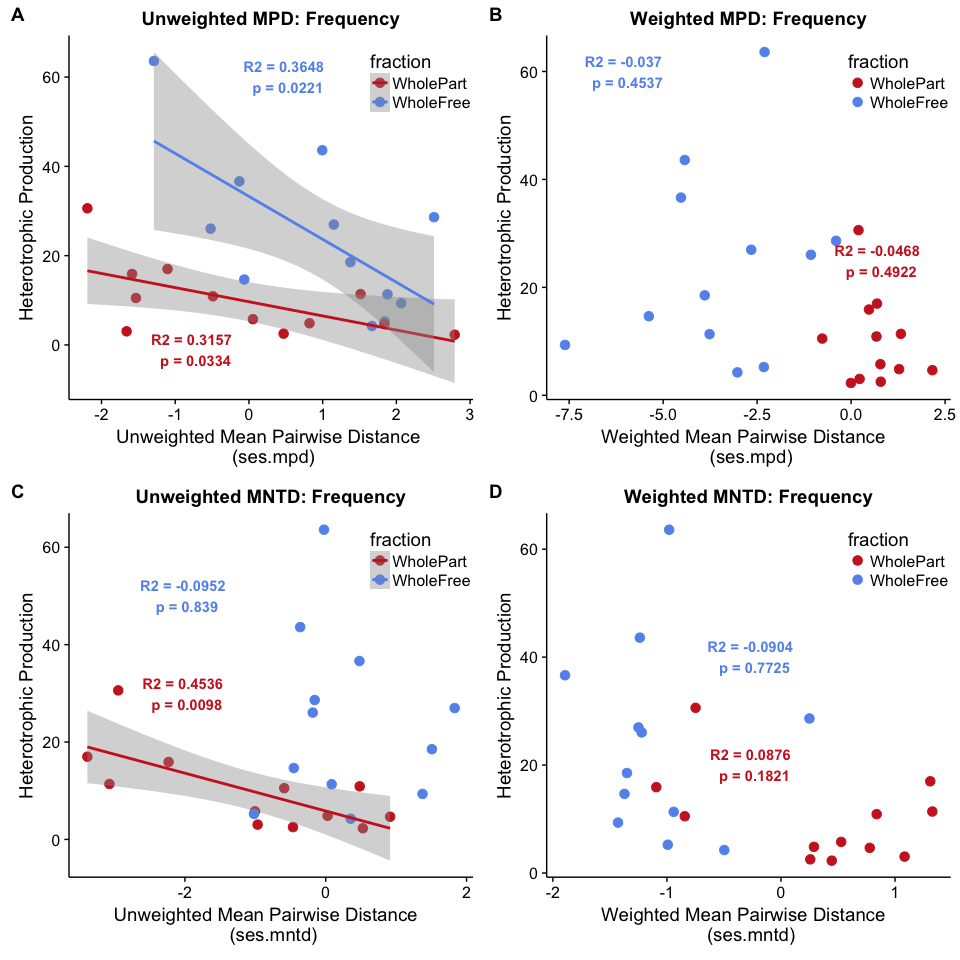 A
Unweighted MPD: Frequency
R2 = 0.3648
p = 0.0221
fraction
WholePart
WholeFree
60
40
20
0
Heterotrophic Production
R2 = 0.3157
p = 0.0334
-2
-1
0
1
2
3
Unweighted Mean Pairwise Distance
(ses.mpd)
B
Weighted MPD: Frequency
R2 = -0.037
p = 0.4537
fraction
WholePart
WholeFree
60
40
20
0
Heterotrophic Production
R2 = -0.0468
p = 0.4922
-7.5
-5.0
-2.5
0.0
2.5
Weighted Mean Pairwise Distance
(ses.mpd)
C
Unweighted MNTD: Frequency
fraction
WholePart
WholeFree
R2 = -0.0952
p = 0.839
60
40
20
0
Heterotrophic Production
R2 = 0.4536
p = 0.0098
-2
0
2
Unweighted Mean Pairwise Distance
(ses.mntd)
D
Weighted MNTD: Frequency
fraction
WholePart
WholeFree
60
40
20
0
Heterotrophic Production
R2 = -0.0904
p = 0.7725
R2 = 0.0876
p = 0.1821
-2
-1
0
1
Weighted Mean Pairwise Distance
(ses.mntd)